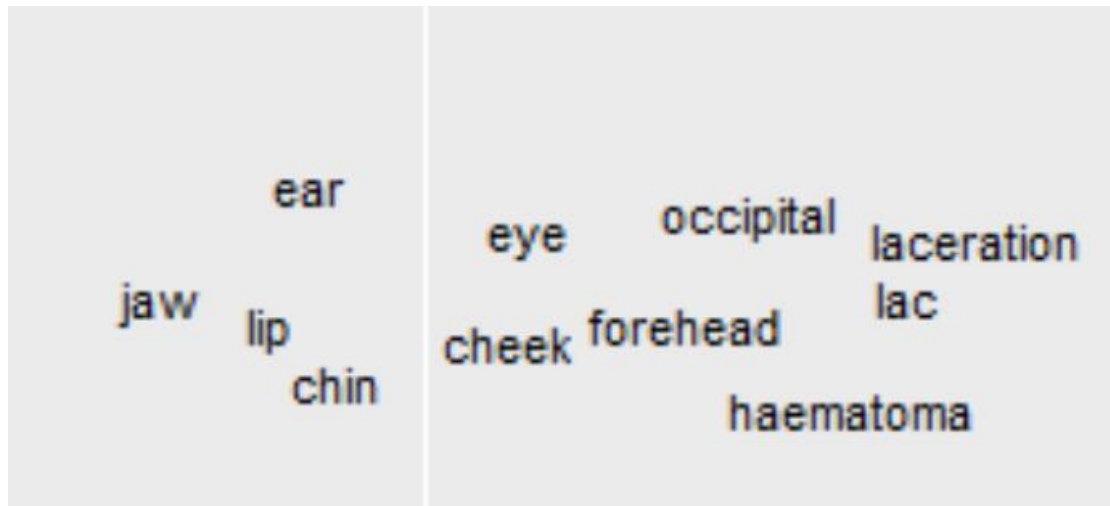 ear
occipital
eye
laceration
jaw
lac
lip
forehead
cheek
chin
haematoma